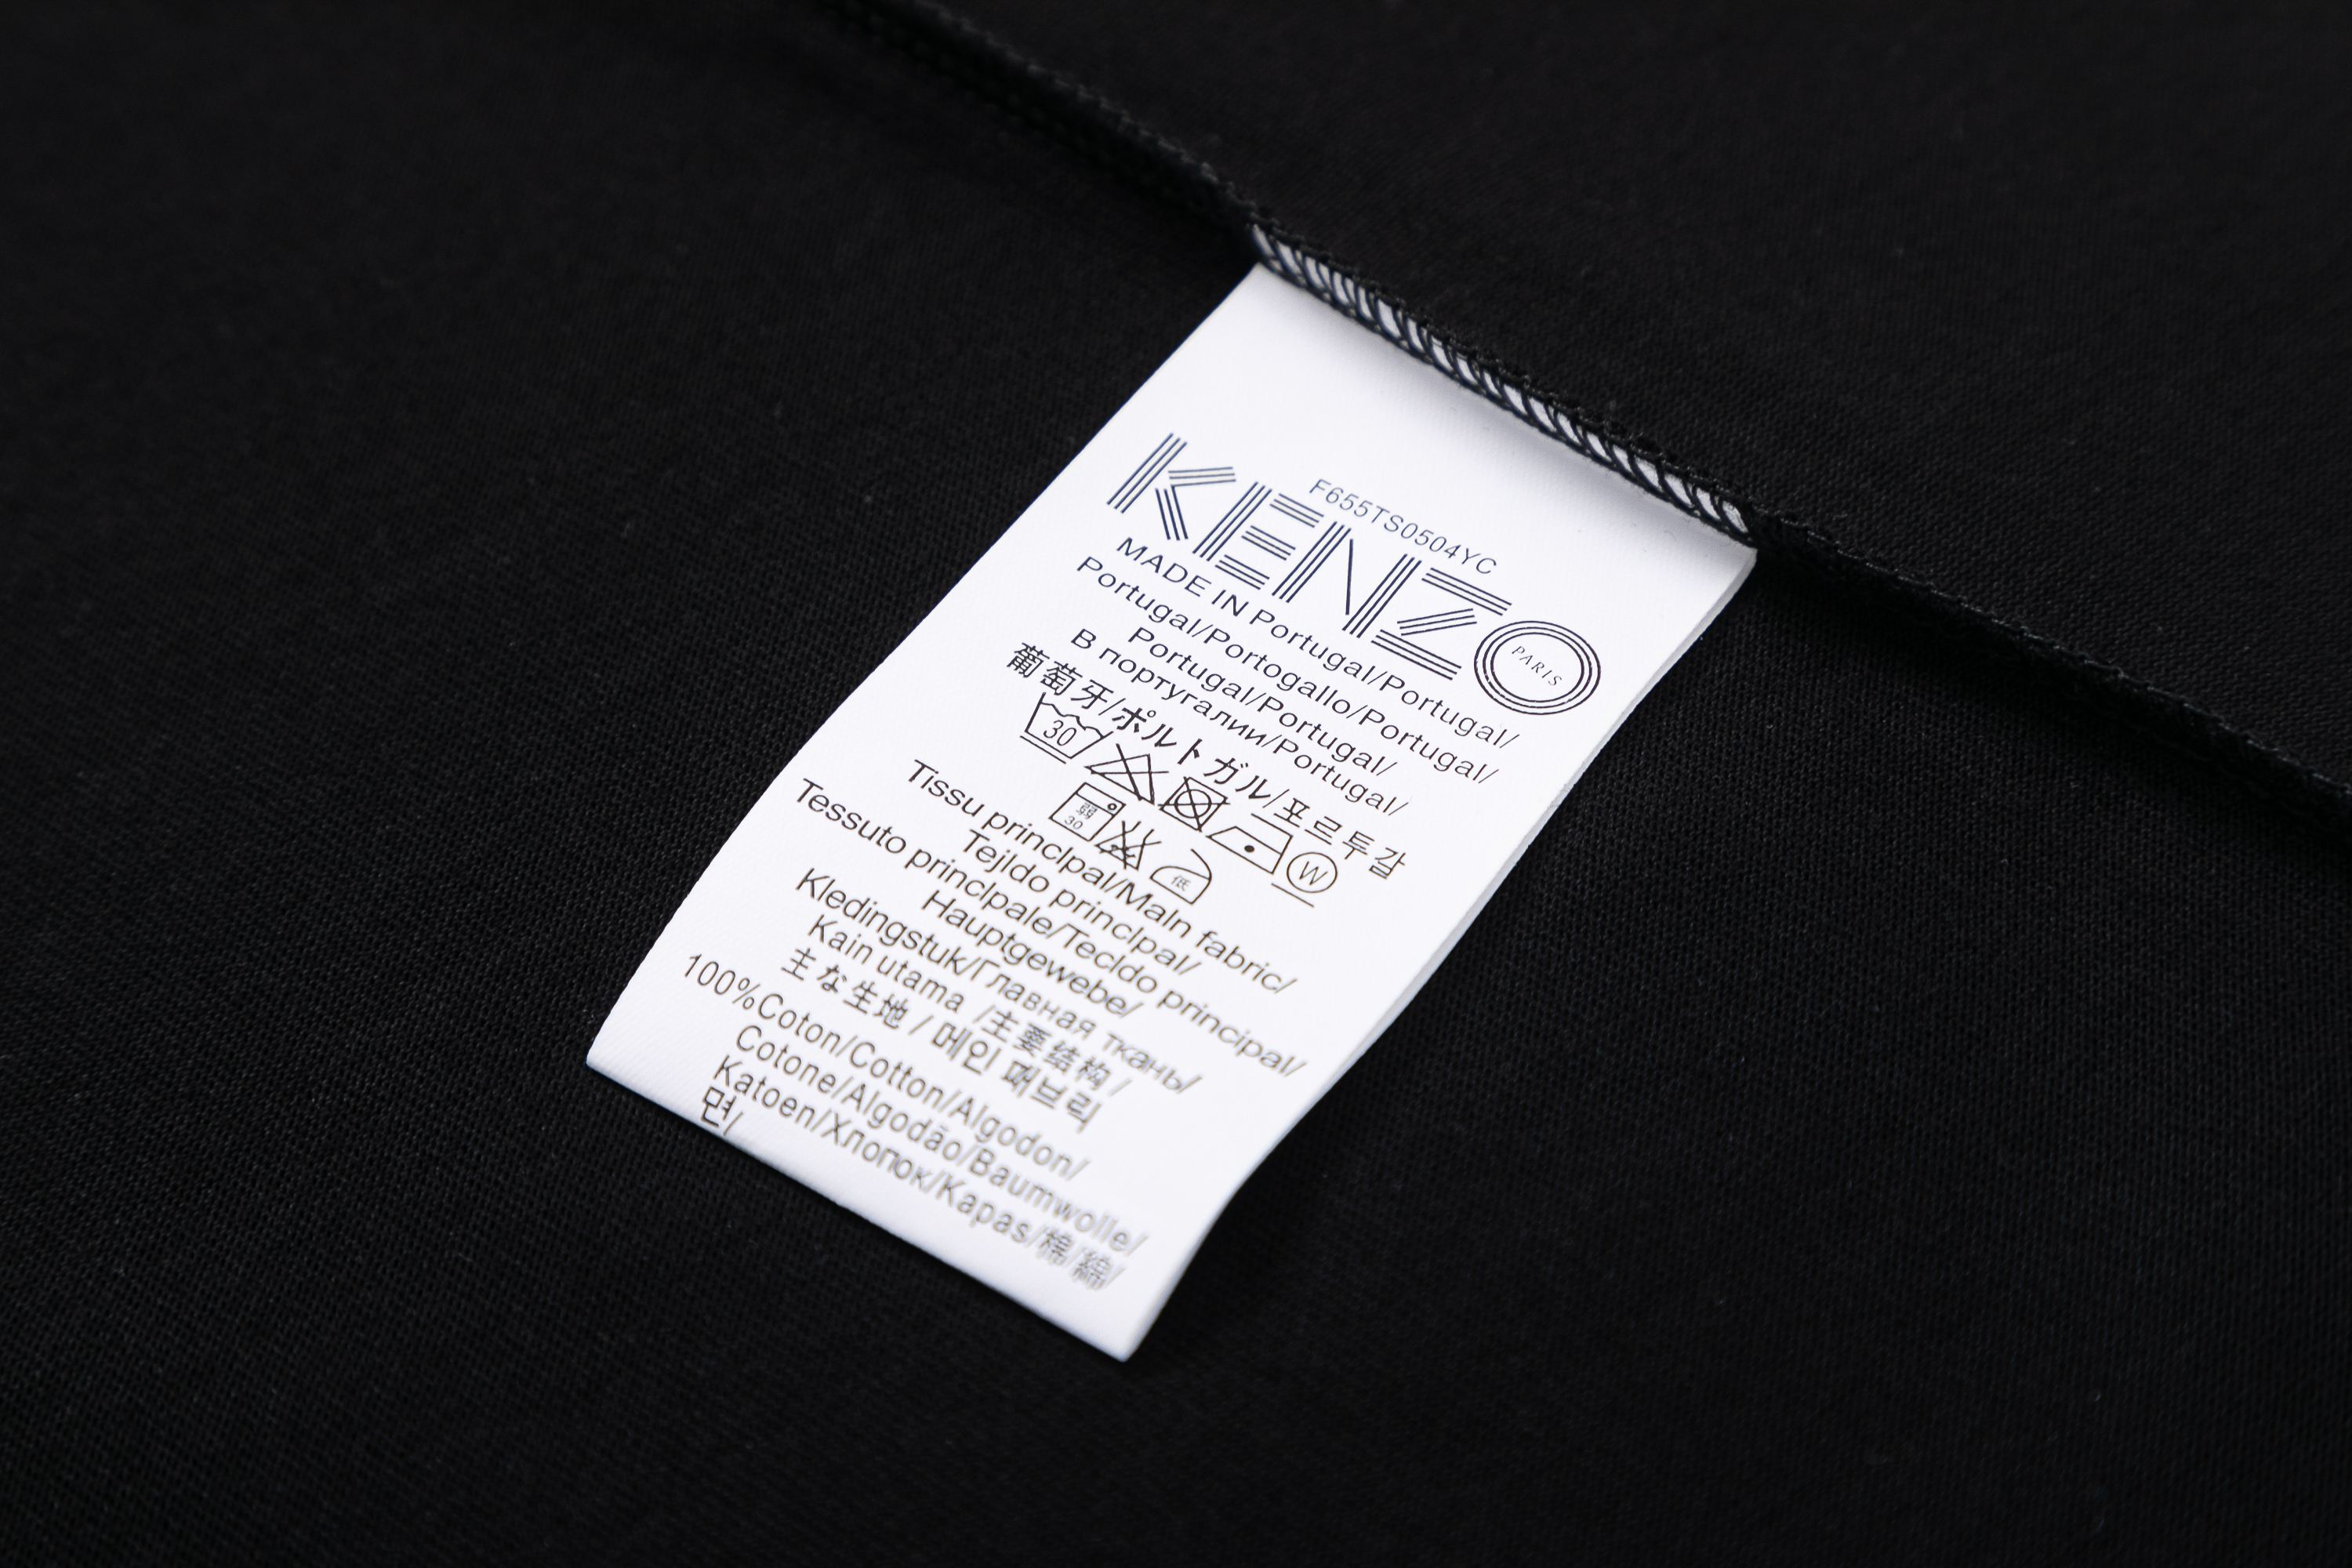 F655TS0504YC
KENZO
PARIS
MADE IN Portugal/Portugal/
Portugal/Portogallo/Portugal/
Portugal/Portugal/
В португалии/Portugal/
葡萄牙/ポルトガル/포르투갈
30
W
弱
30
低
Tissu principal/Main fabric/
Tejido principal/
Tessuto principale/Tecido principal/
Hauptgewebe/
Kledingstuk/Главная ткань/
Kain utama /主要结构/
主な生地/메인 패브리
100%Coton/Cotton/Algodon/
Cotone/Algodão/Baumwolle/
Katoen/Хлопок/Kapas/棉/綿/
면/